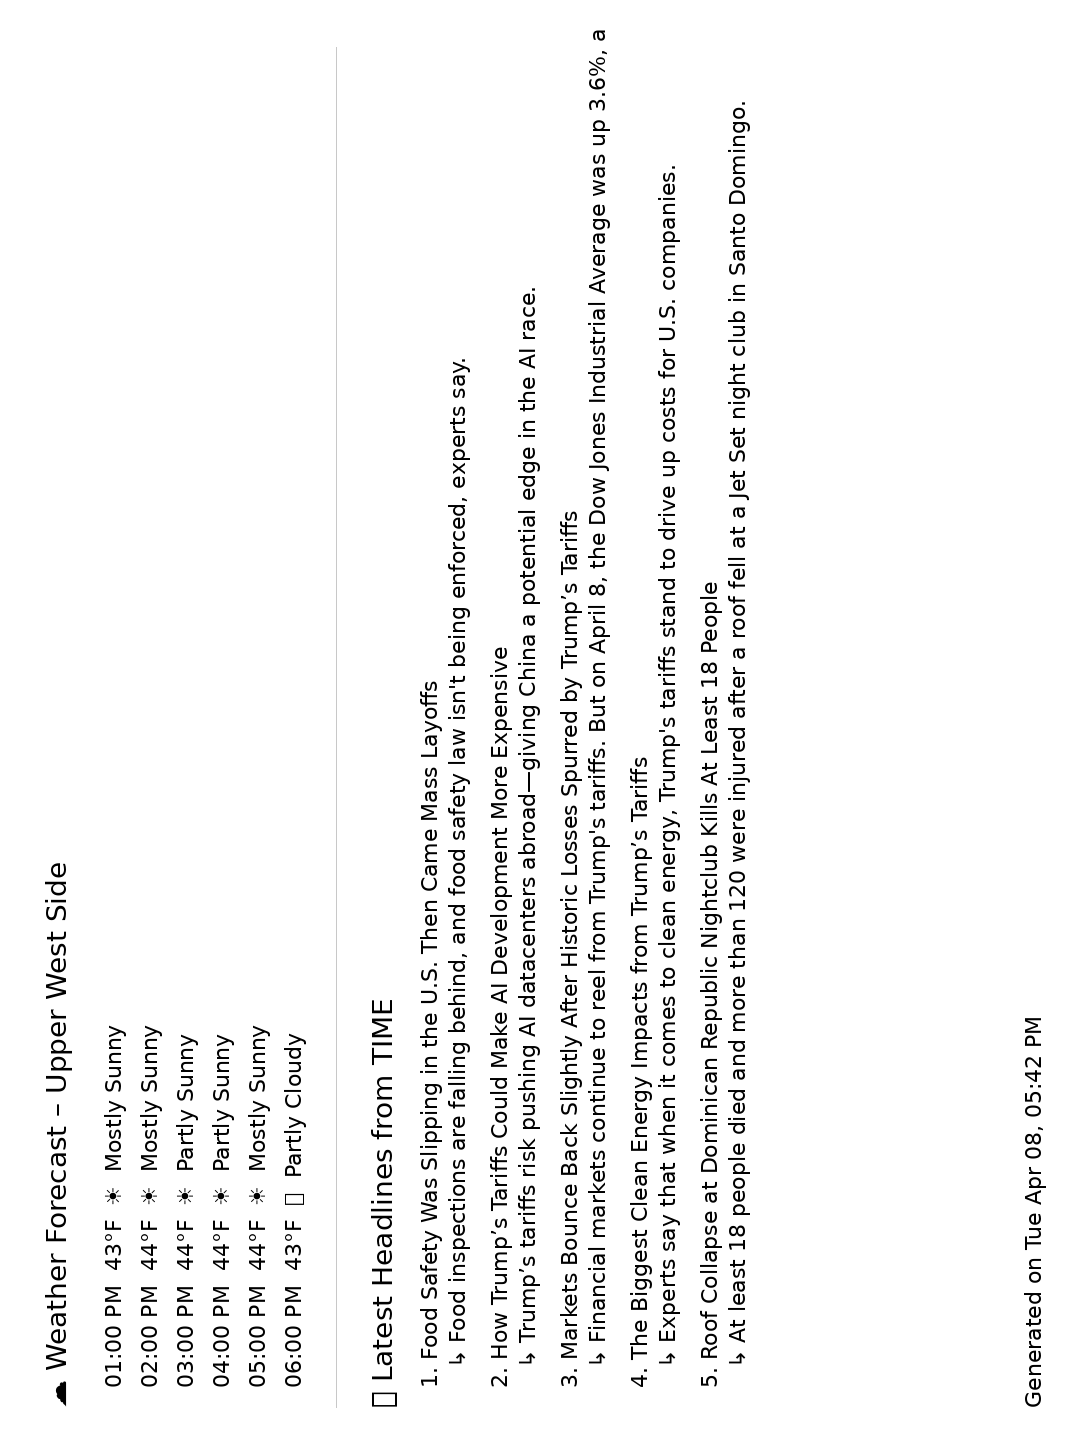 ☁ Weather Forecast – Upper West Side
01:00 PM 43°F ☀ Mostly Sunny
02:00 PM 44°F ☀ Mostly Sunny
03:00 PM 44°F ☀ Partly Sunny
04:00 PM 44°F ☀ Partly Sunny
05:00 PM 44°F ☀ Mostly Sunny
06:00 PM 43°F ▯ Partly Cloudy
▯ Latest Headlines from TIME
1. Food Safety Was Slipping in the U.S. Then Came Mass Layoffs
↳ Food inspections are falling behind, and food safety law isn't being enforced, experts say.
2. How Trump’s Tariffs Could Make AI Development More Expensive
↳ Trump’s tariffs risk pushing AI datacenters abroad—giving China a potential edge in the AI race.
3. Markets Bounce Back Slightly After Historic Losses Spurred by Trump’s Tariffs
↳ Financial markets continue to reel from Trump's tariffs. But on April 8, the Dow Jones Industrial Average was up 3.6%, a
4. The Biggest Clean Energy Impacts from Trump’s Tariffs
↳ Experts say that when it comes to clean energy, Trump's tariffs stand to drive up costs for U.S. companies.
5. Roof Collapse at Dominican Republic Nightclub Kills At Least 18 People
↳ At least 18 people died and more than 120 were injured after a roof fell at a Jet Set night club in Santo Domingo.
Generated on Tue Apr 08, 05:42 PM